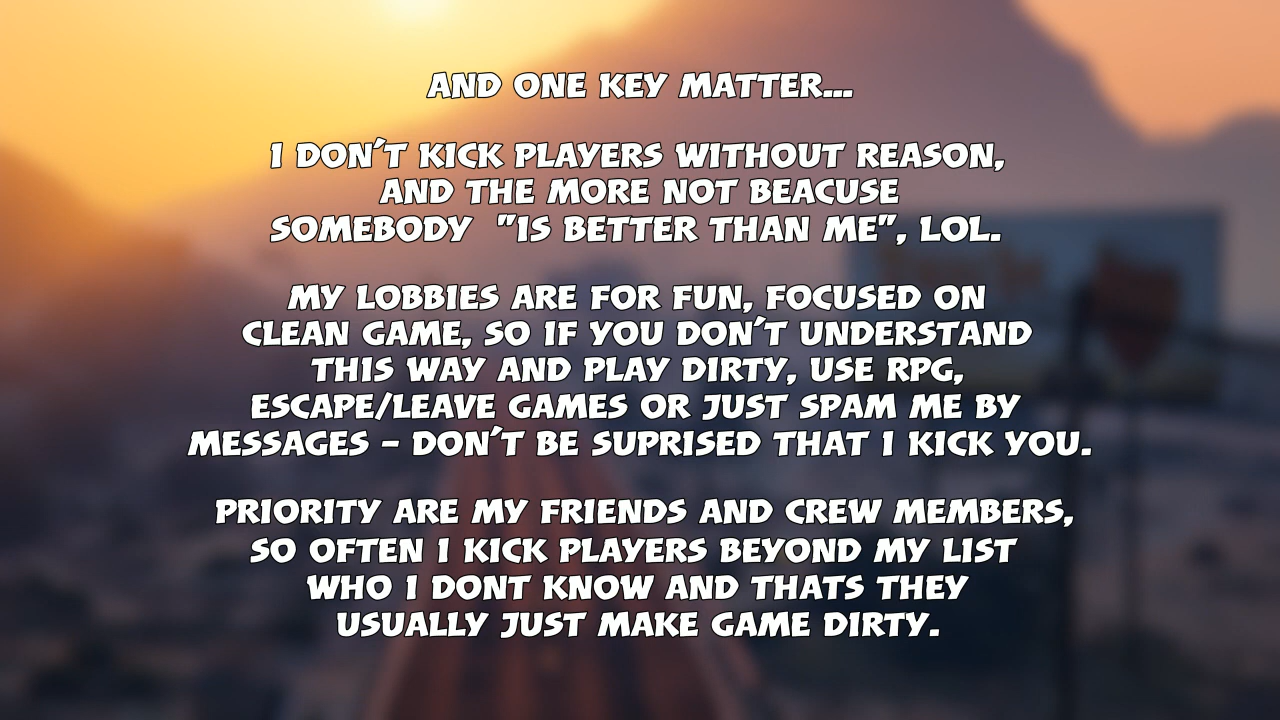 AND ONE KEY MATTER...
I DON'T KICK PLAYERS WITHOUT REASON,
AND THE MORE NOT BEACUSE
SOMEBODY "IS BETTER THAN ME", LOL.
MY LOBBIES ARE FOR FUN, FOCUSED ON
CLEAN GAME, SO IF YOU DON'T UNDERSTAND
THIS WAY AND PLAY DIRTY, USE RPG,
ESCAPE/LEAVE GAMES OR JUST SPAM ME BY
MESSAGES - DON'T BE SUPRISED THAT I KICK YOU.
PRIORITY ARE MY FRIENDS AND CREW MEMBERS,
SO OFTEN I KICK PLAYERS BEYOND MY LIST
WHO I DONT KNOW AND THATS THEY
USUALLY JUST MAKE GAME DIRTY.